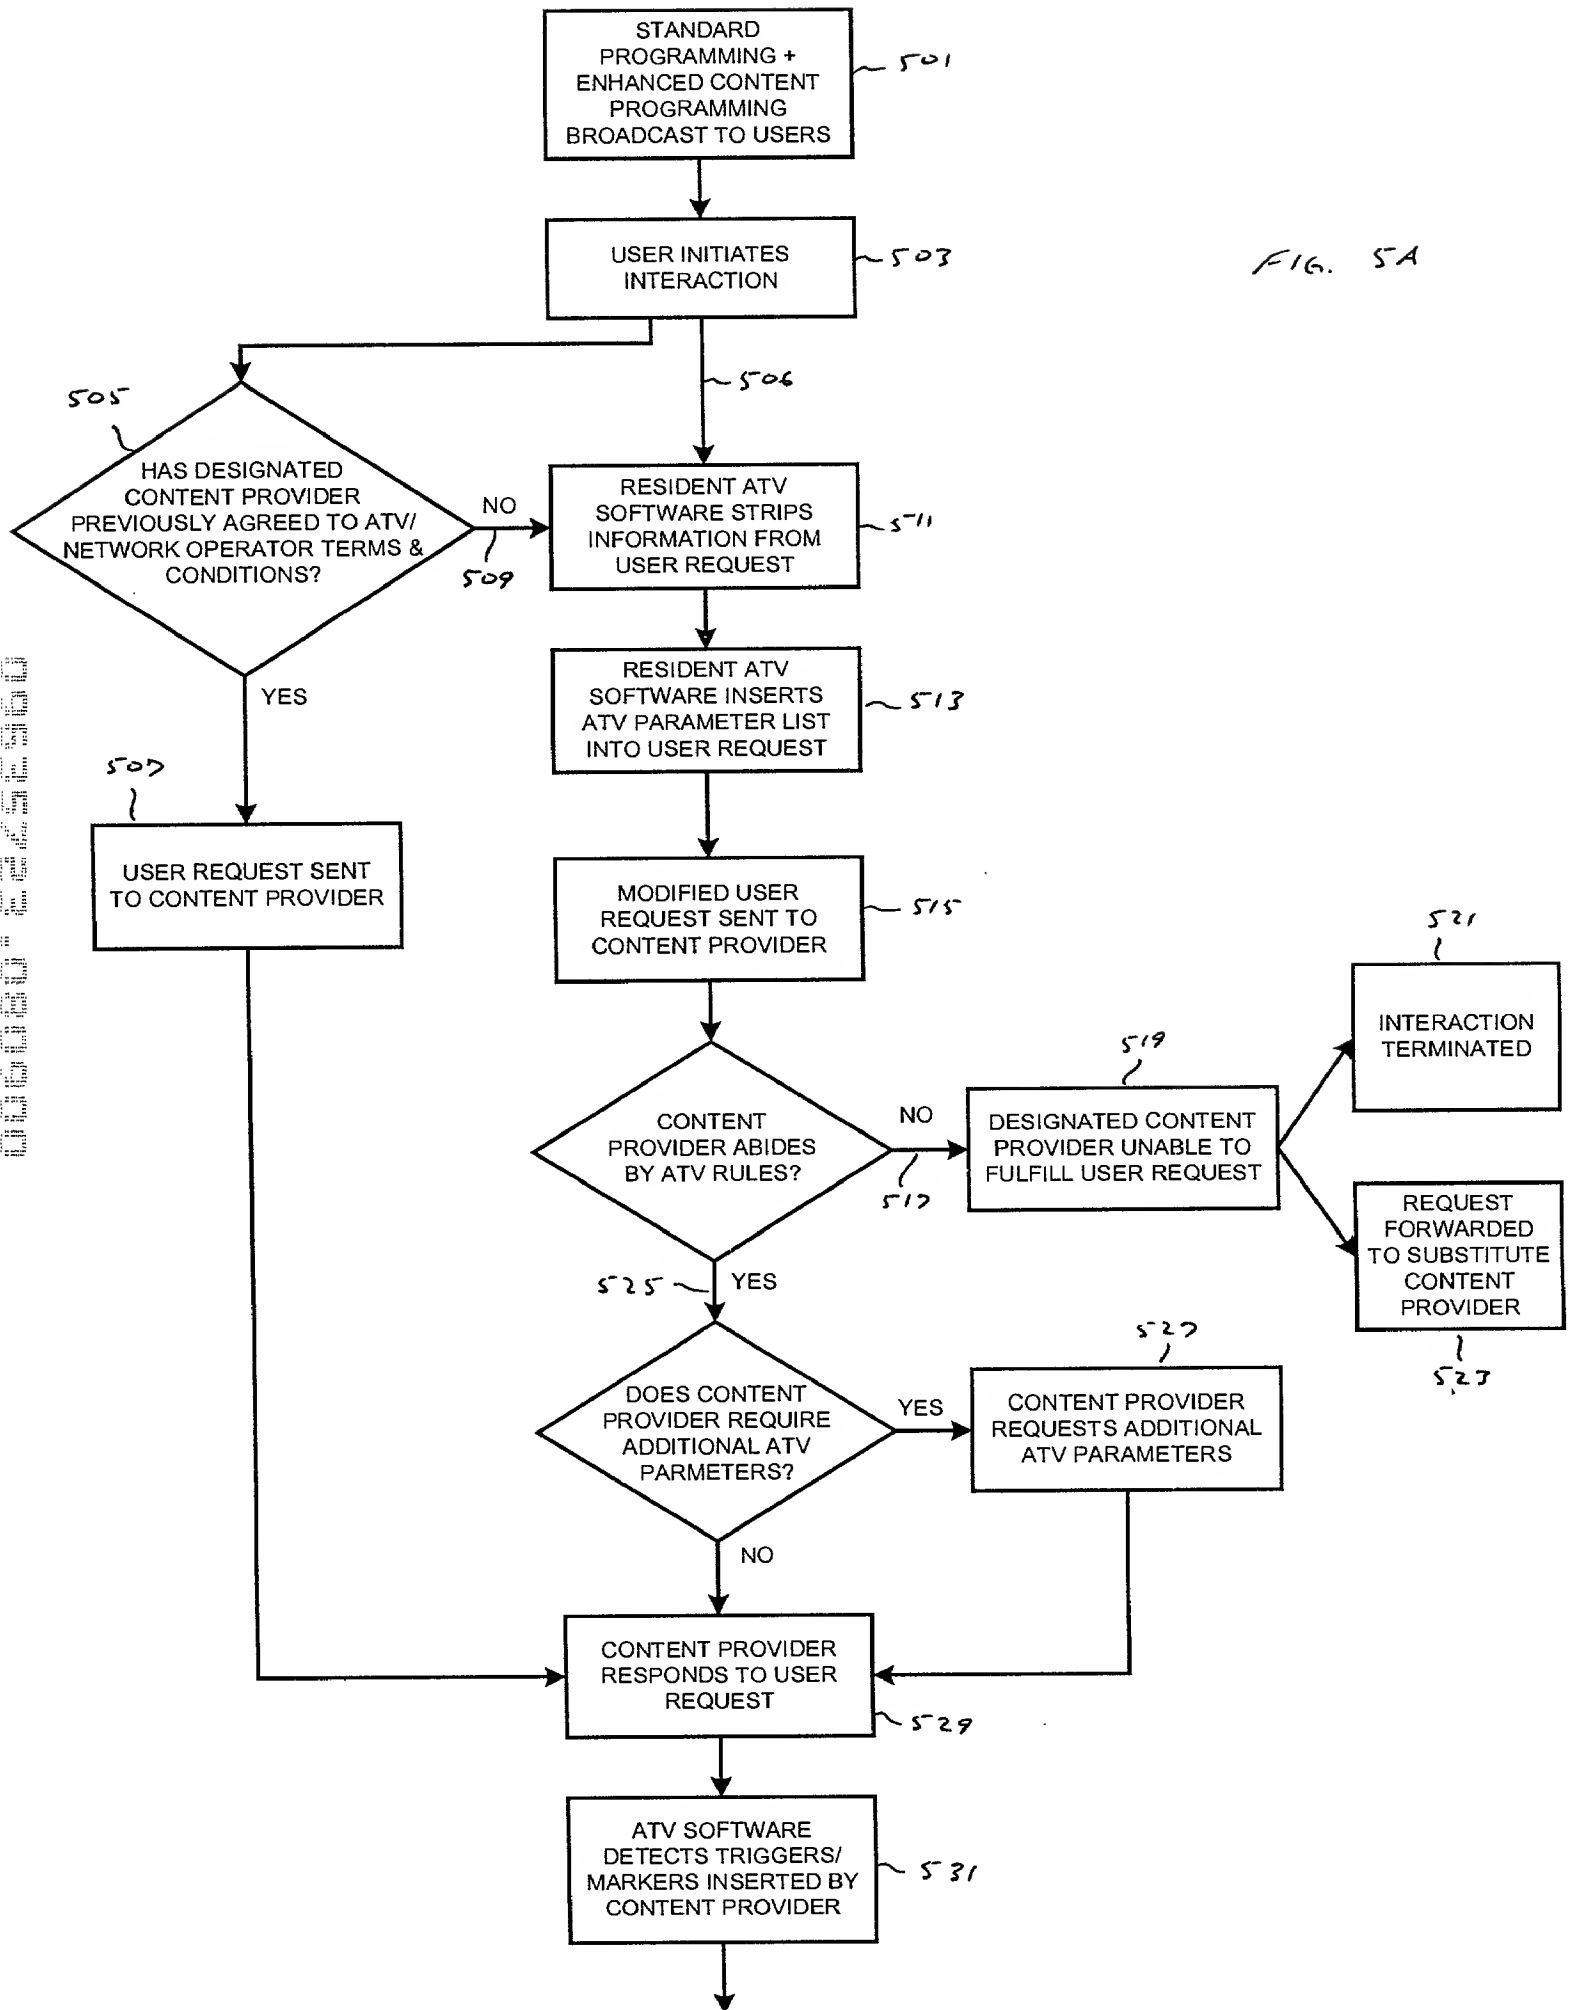 STANDARD
PROGRAMMING +
ENHANCED CONTENT
PROGRAMMING
BROADCAST TO USERS
501
USER INITIATES
INTERACTION
503
FIG. 5A
506
505
HAS DESIGNATED
CONTENT PROVIDER
PREVIOUSLY AGREED TO ATV/
NETWORK OPERATOR TERMS &
CONDITIONS?
NO
509
RESIDENT ATV
SOFTWARE STRIPS
INFORMATION FROM
USER REQUEST
511
YES
RESIDENT ATV
SOFTWARE INSERTS
ATV PARAMETER LIST
INTO USER REQUEST
513
507
USER REQUEST SENT
TO CONTENT PROVIDER
MODIFIED USER
REQUEST SENT TO
CONTENT PROVIDER
515
CONTENT
PROVIDER ABIDES
BY ATV RULES?
NO
517
519
DESIGNATED CONTENT
PROVIDER UNABLE TO
FULFILL USER REQUEST
521
INTERACTION
TERMINATED
REQUEST
FORWARDED
TO SUBSTITUTE
CONTENT
PROVIDER
523
525
YES
DOES CONTENT
PROVIDER REQUIRE
ADDITIONAL ATV
PARMETERS?
YES
527
CONTENT PROVIDER
REQUESTS ADDITIONAL
ATV PARAMETERS
NO
CONTENT PROVIDER
RESPONDS TO USER
REQUEST
529
ATV SOFTWARE
DETECTS TRIGGERS/
MARKERS INSERTED BY
CONTENT PROVIDER
531